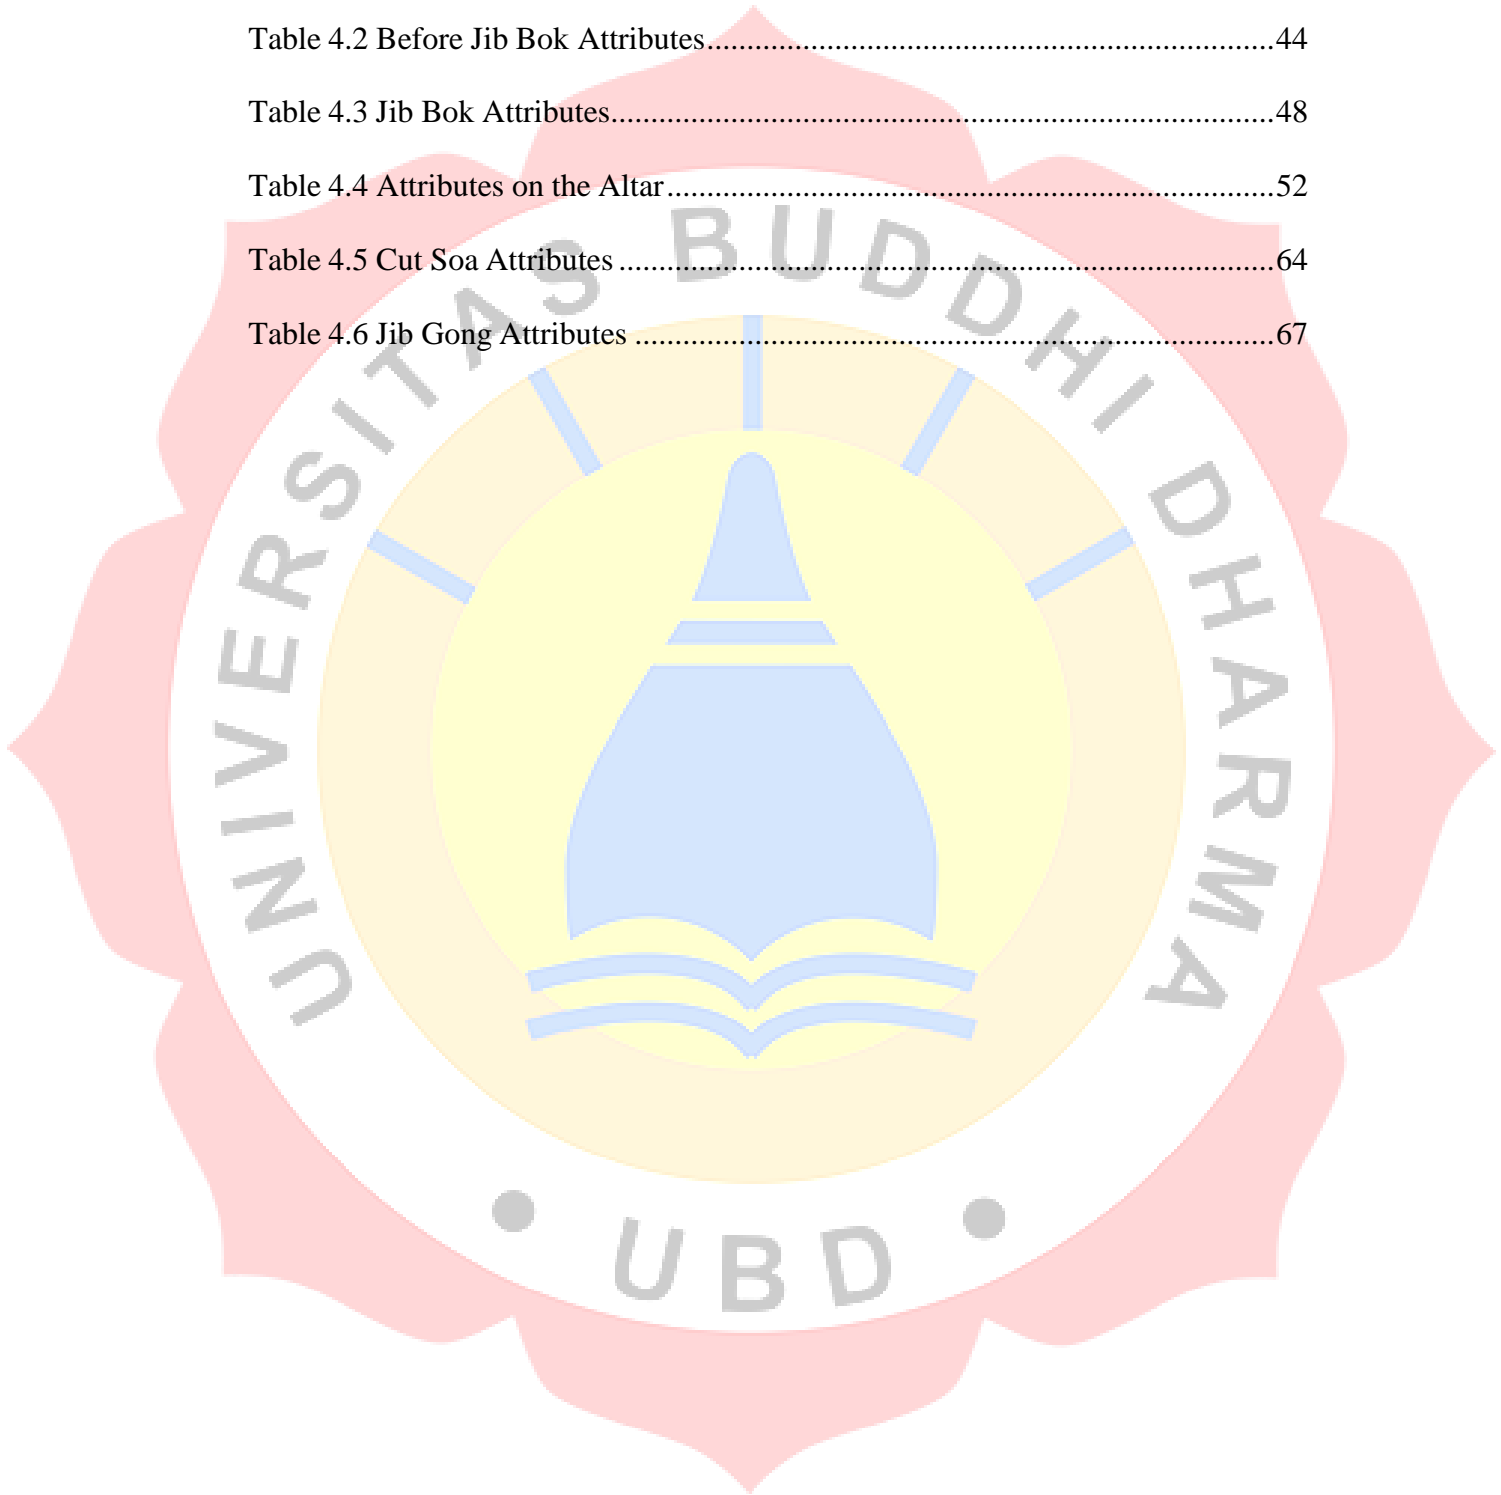 Table 4.2 Before Jib Bok Attributes........................................................................44
Table 4.3 Jib Bok Attributes....................................................................................48
Table 4.4 Attributes on the Altar.............................................................................52
Table 4.5 Cut Soa Attributes...................................................................................64
Table 4.6 Jib Gong Attributes.................................................................................67
UNIVERSITAS BUDDHI DHARMA
• UBD •